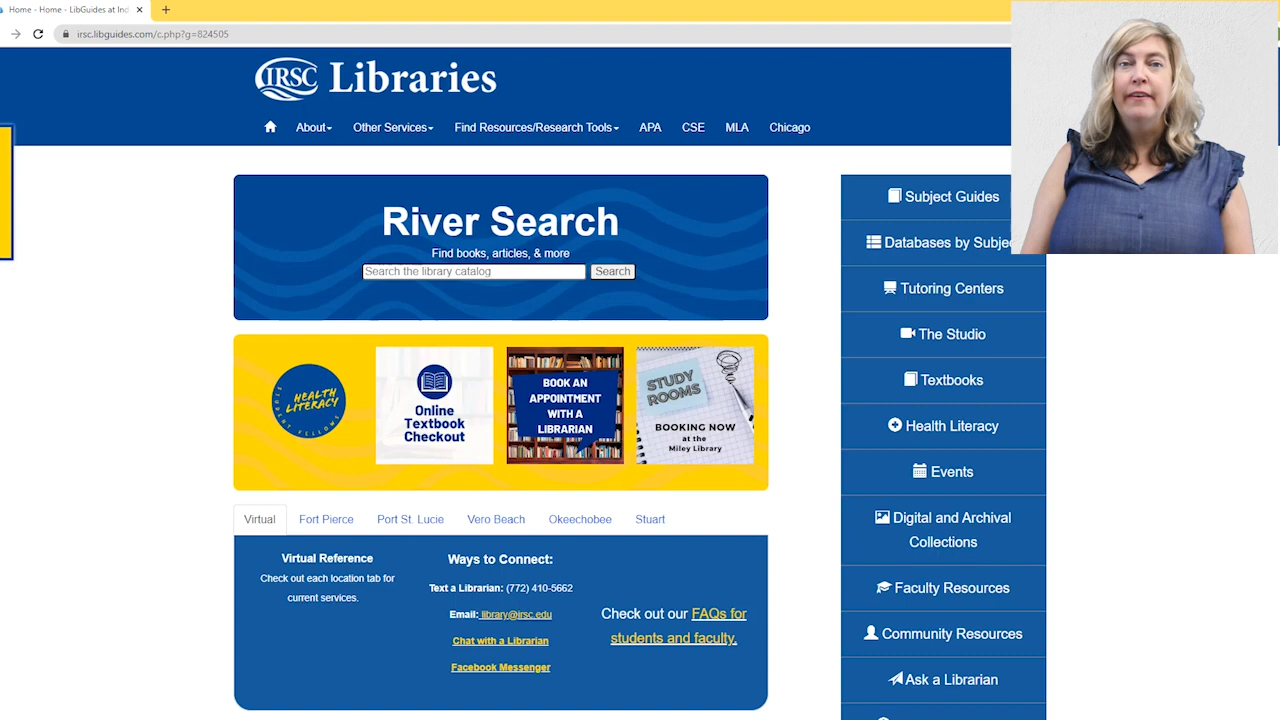 Home - Home - LibGuides at Ind
irsc.libguides.com/c.php?g=824505
IRSC Libraries
About
Other Services
Find Resources/Research Tools
APA
CSE
MLA
Chicago
River Search
Find books, articles, & more
Search the library catalog
Search
HEALTH
LITERACY
STUDENT FELLOWS
Online
Textbook
Checkout
BOOK AN
APPOINTMENT
WITH A
LIBRARIAN
STUDY
ROOMS
BOOKING NOW
at the
Miley Library
Virtual
Fort Pierce
Port St. Lucie
Vero Beach
Okeechobee
Stuart
Virtual Reference
Check out each location tab for
current services.
Ways to Connect:
Text a Librarian: (772) 410-5662
Email: library@irsc.edu
Chat with a Librarian
Facebook Messenger
Check out our FAQs for
students and faculty.
Subject Guides
Databases by Subje
Tutoring Centers
The Studio
Textbooks
Health Literacy
Events
Digital and Archival
Collections
Faculty Resources
Community Resources
Ask a Librarian